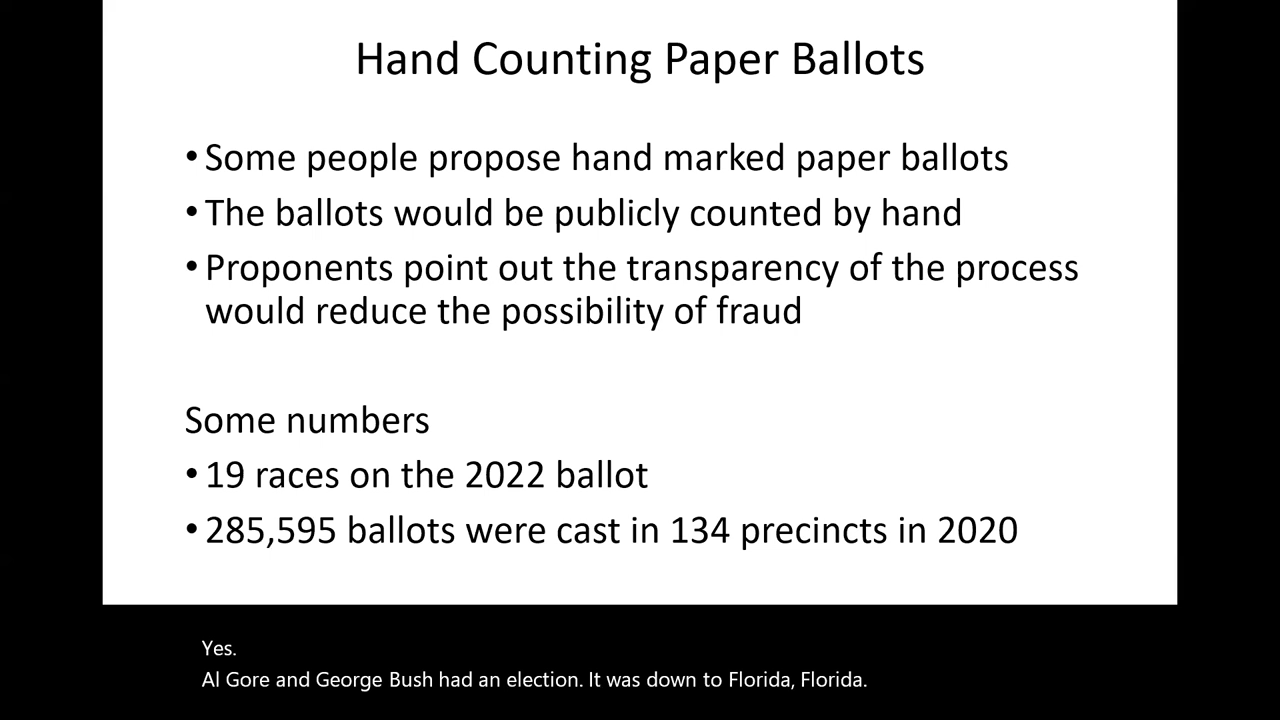 Hand Counting Paper Ballots
• Some people propose hand marked paper ballots
• The ballots would be publicly counted by hand
• Proponents point out the transparency of the process
would reduce the possibility of fraud
Some numbers
• 19 races on the 2022 ballot
• 285,595 ballots were cast in 134 precincts in 2020
Yes.
Al Gore and George Bush had an election. It was down to Florida, Florida.